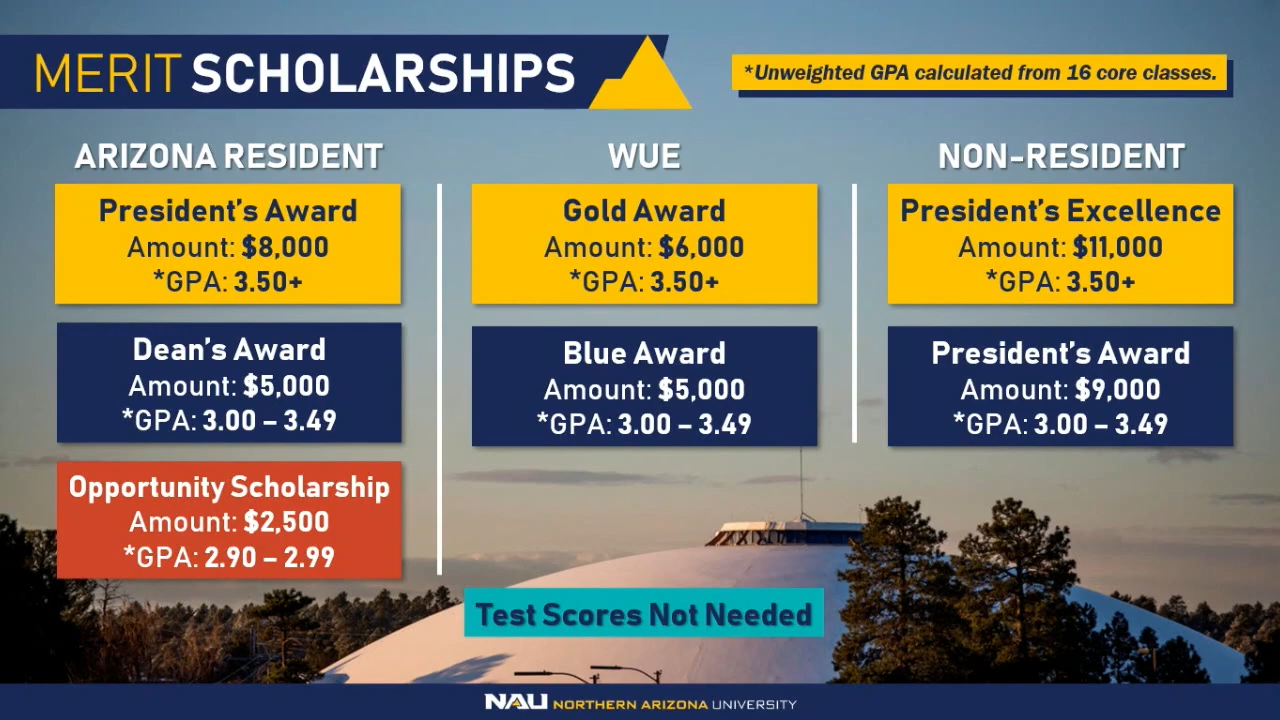 MERIT SCHOLARSHIPS
*Unweighted GPA calculated from 16 core classes.
ARIZONA RESIDENT
President's Award
Amount: $8,000
*GPA: 3.50+
Dean's Award
Amount: $5,000
*GPA: 3.00 – 3.49
Opportunity Scholarship
Amount: $2,500
*GPA: 2.90 – 2.99
WUE
Gold Award
Amount: $6,000
*GPA: 3.50+
Blue Award
Amount: $5,000
*GPA: 3.00 – 3.49
NON-RESIDENT
President's Excellence
Amount: $11,000
*GPA: 3.50+
President's Award
Amount: $9,000
*GPA: 3.00 – 3.49
Test Scores Not Needed
NAU NORTHERN ARIZONA UNIVERSITY